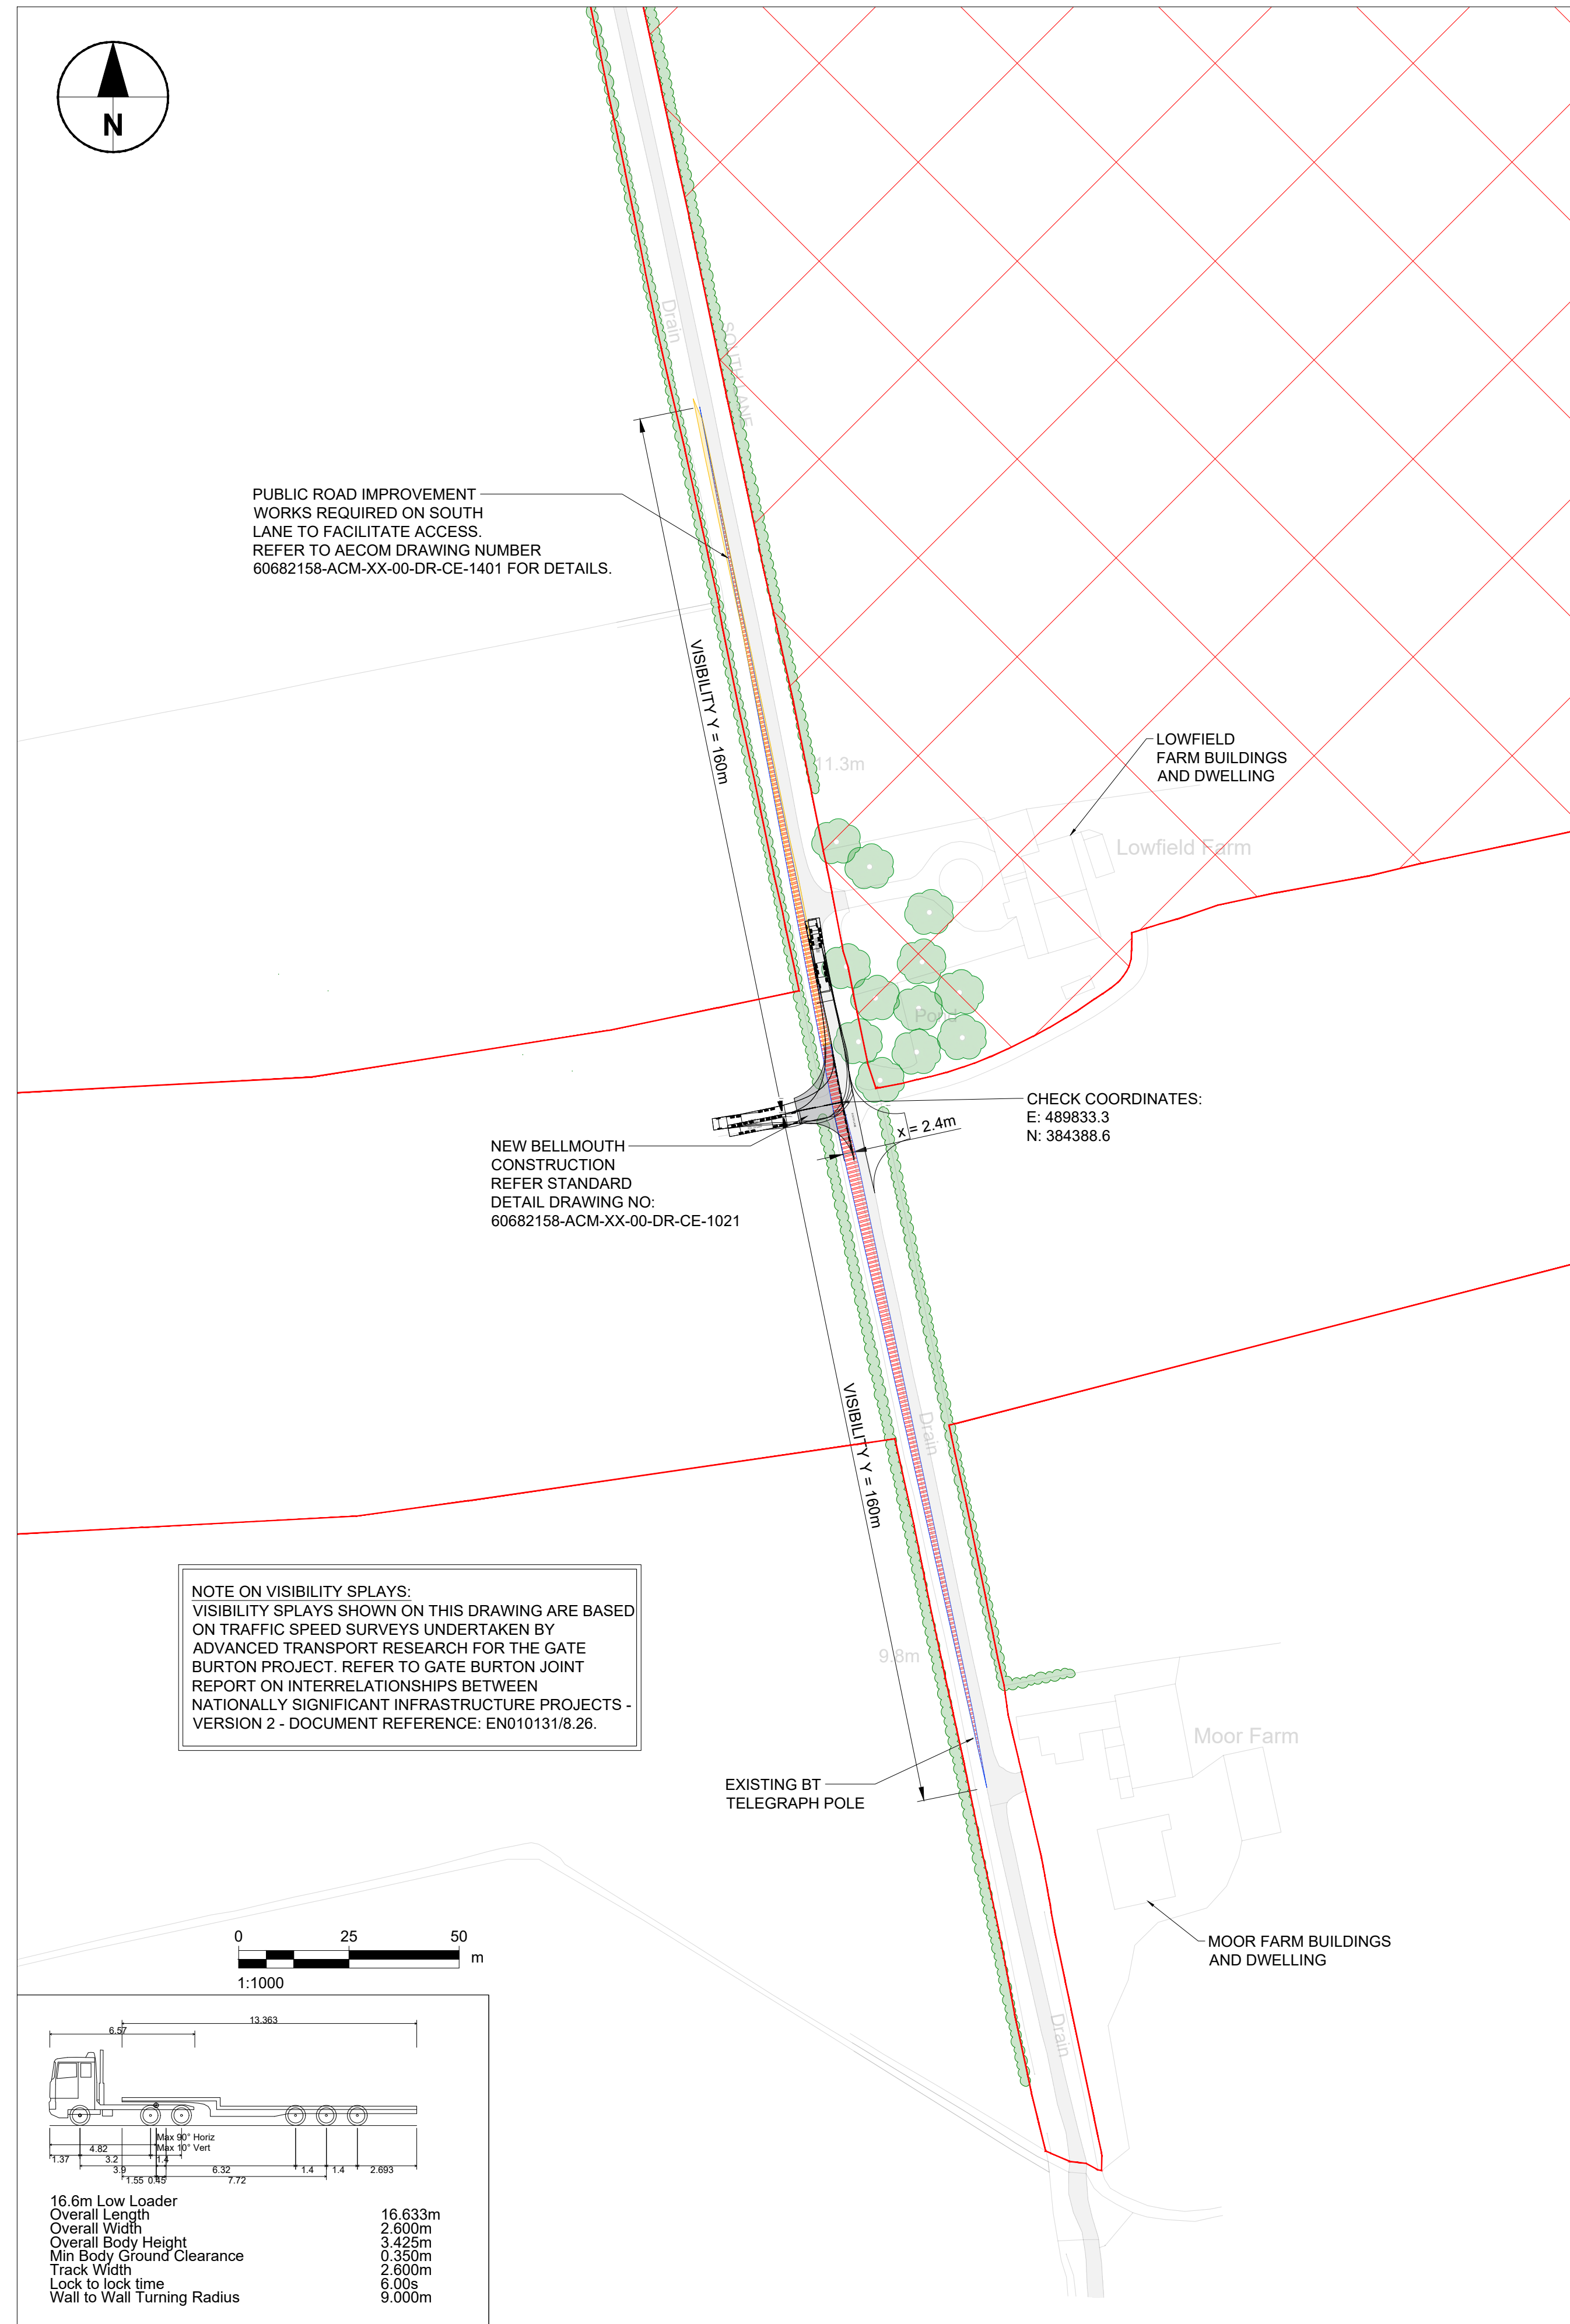 N
Drain
SOUTH LANE
PUBLIC ROAD IMPROVEMENT
WORKS REQUIRED ON SOUTH
LANE TO FACILITATE ACCESS.
REFER TO AECOM DRAWING NUMBER
60682158-ACM-XX-00-DR-CE-1401 FOR DETAILS.
VISIBILITY Y = 160m
11.3m
LOWFIELD
FARM BUILDINGS
AND DWELLING
Lowfield Farm
Pond
CHECK COORDINATES:
E: 489833.3
N: 384388.6
x = 2.4m
NEW BELLMOUTH
CONSTRUCTION
REFER STANDARD
DETAIL DRAWING NO:
60682158-ACM-XX-00-DR-CE-1021
VISIBILITY Y = 160m
Drain
NOTE ON VISIBILITY SPLAYS:
VISIBILITY SPLAYS SHOWN ON THIS DRAWING ARE BASED
ON TRAFFIC SPEED SURVEYS UNDERTAKEN BY
ADVANCED TRANSPORT RESEARCH FOR THE GATE
BURTON PROJECT. REFER TO GATE BURTON JOINT
REPORT ON INTERRELATIONSHIPS BETWEEN
NATIONALLY SIGNIFICANT INFRASTRUCTURE PROJECTS -
VERSION 2 - DOCUMENT REFERENCE: EN010131/8.26.
9.8m
Moor Farm
EXISTING BT
TELEGRAPH POLE
MOOR FARM BUILDINGS
AND DWELLING
Drain
0 25 50
m
1:1000
13.363
6.57
Max 90° Horiz
Max 10° Vert
4.82
1.37 3.2 1.4
3.9 6.32 1.4 1.4 2.693
1.55 0.45 7.72
16.6m Low Loader
Overall Length 16.633m
Overall Width 2.600m
Overall Body Height 3.425m
Min Body Ground Clearance 0.350m
Track Width 2.600m
Lock to lock time 6.00s
Wall to Wall Turning Radius 9.000m